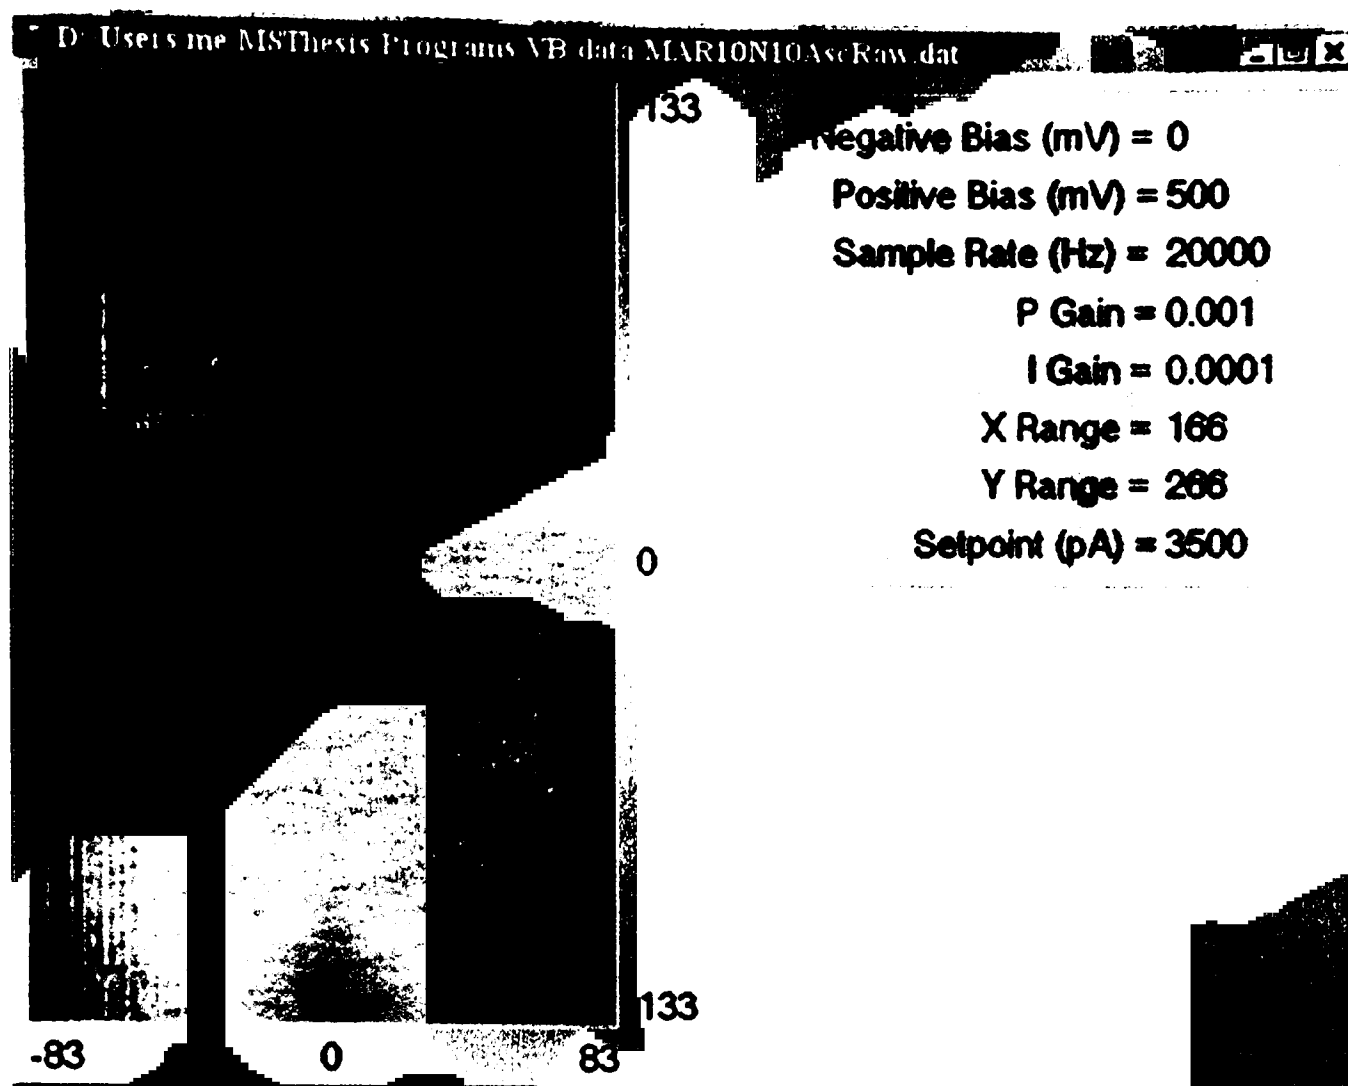 D: Users me MSThesis Programs VB data MAR10N10AscRaw.dat
133
Negative Bias (mV) = 0
Positive Bias (mV) = 500
Sample Rate (Hz) = 20000
P Gain = 0.001
I Gain = 0.0001
X Range = 166
Y Range = 266
Setpoint (pA) = 3500
0
133
-83 0 83